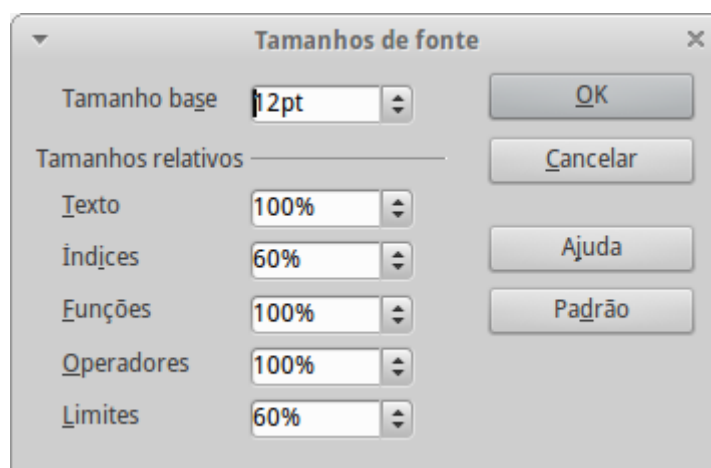 Tamanhos de fonte
Tamanho base 12pt
OK
Tamanhos relativos
Cancelar
Texto 100%
Índices 60%
Ajuda
Funções 100%
Padrão
Operadores 100%
Limites 60%